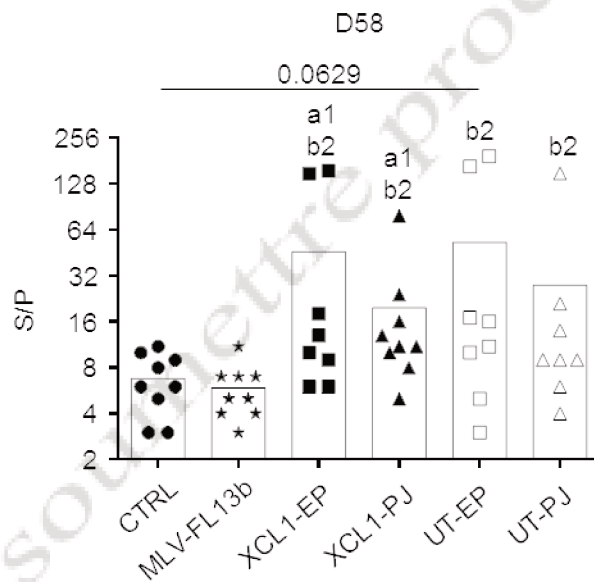 D58
0.0629
a1
b2
a1
b2
b2
b2
S/P
256
128
64
32
16
8
4
2
CTRL
MLV-FL13b
XCL1-EP
XCL1-PJ
UT-EP
UT-PJ
soumettre